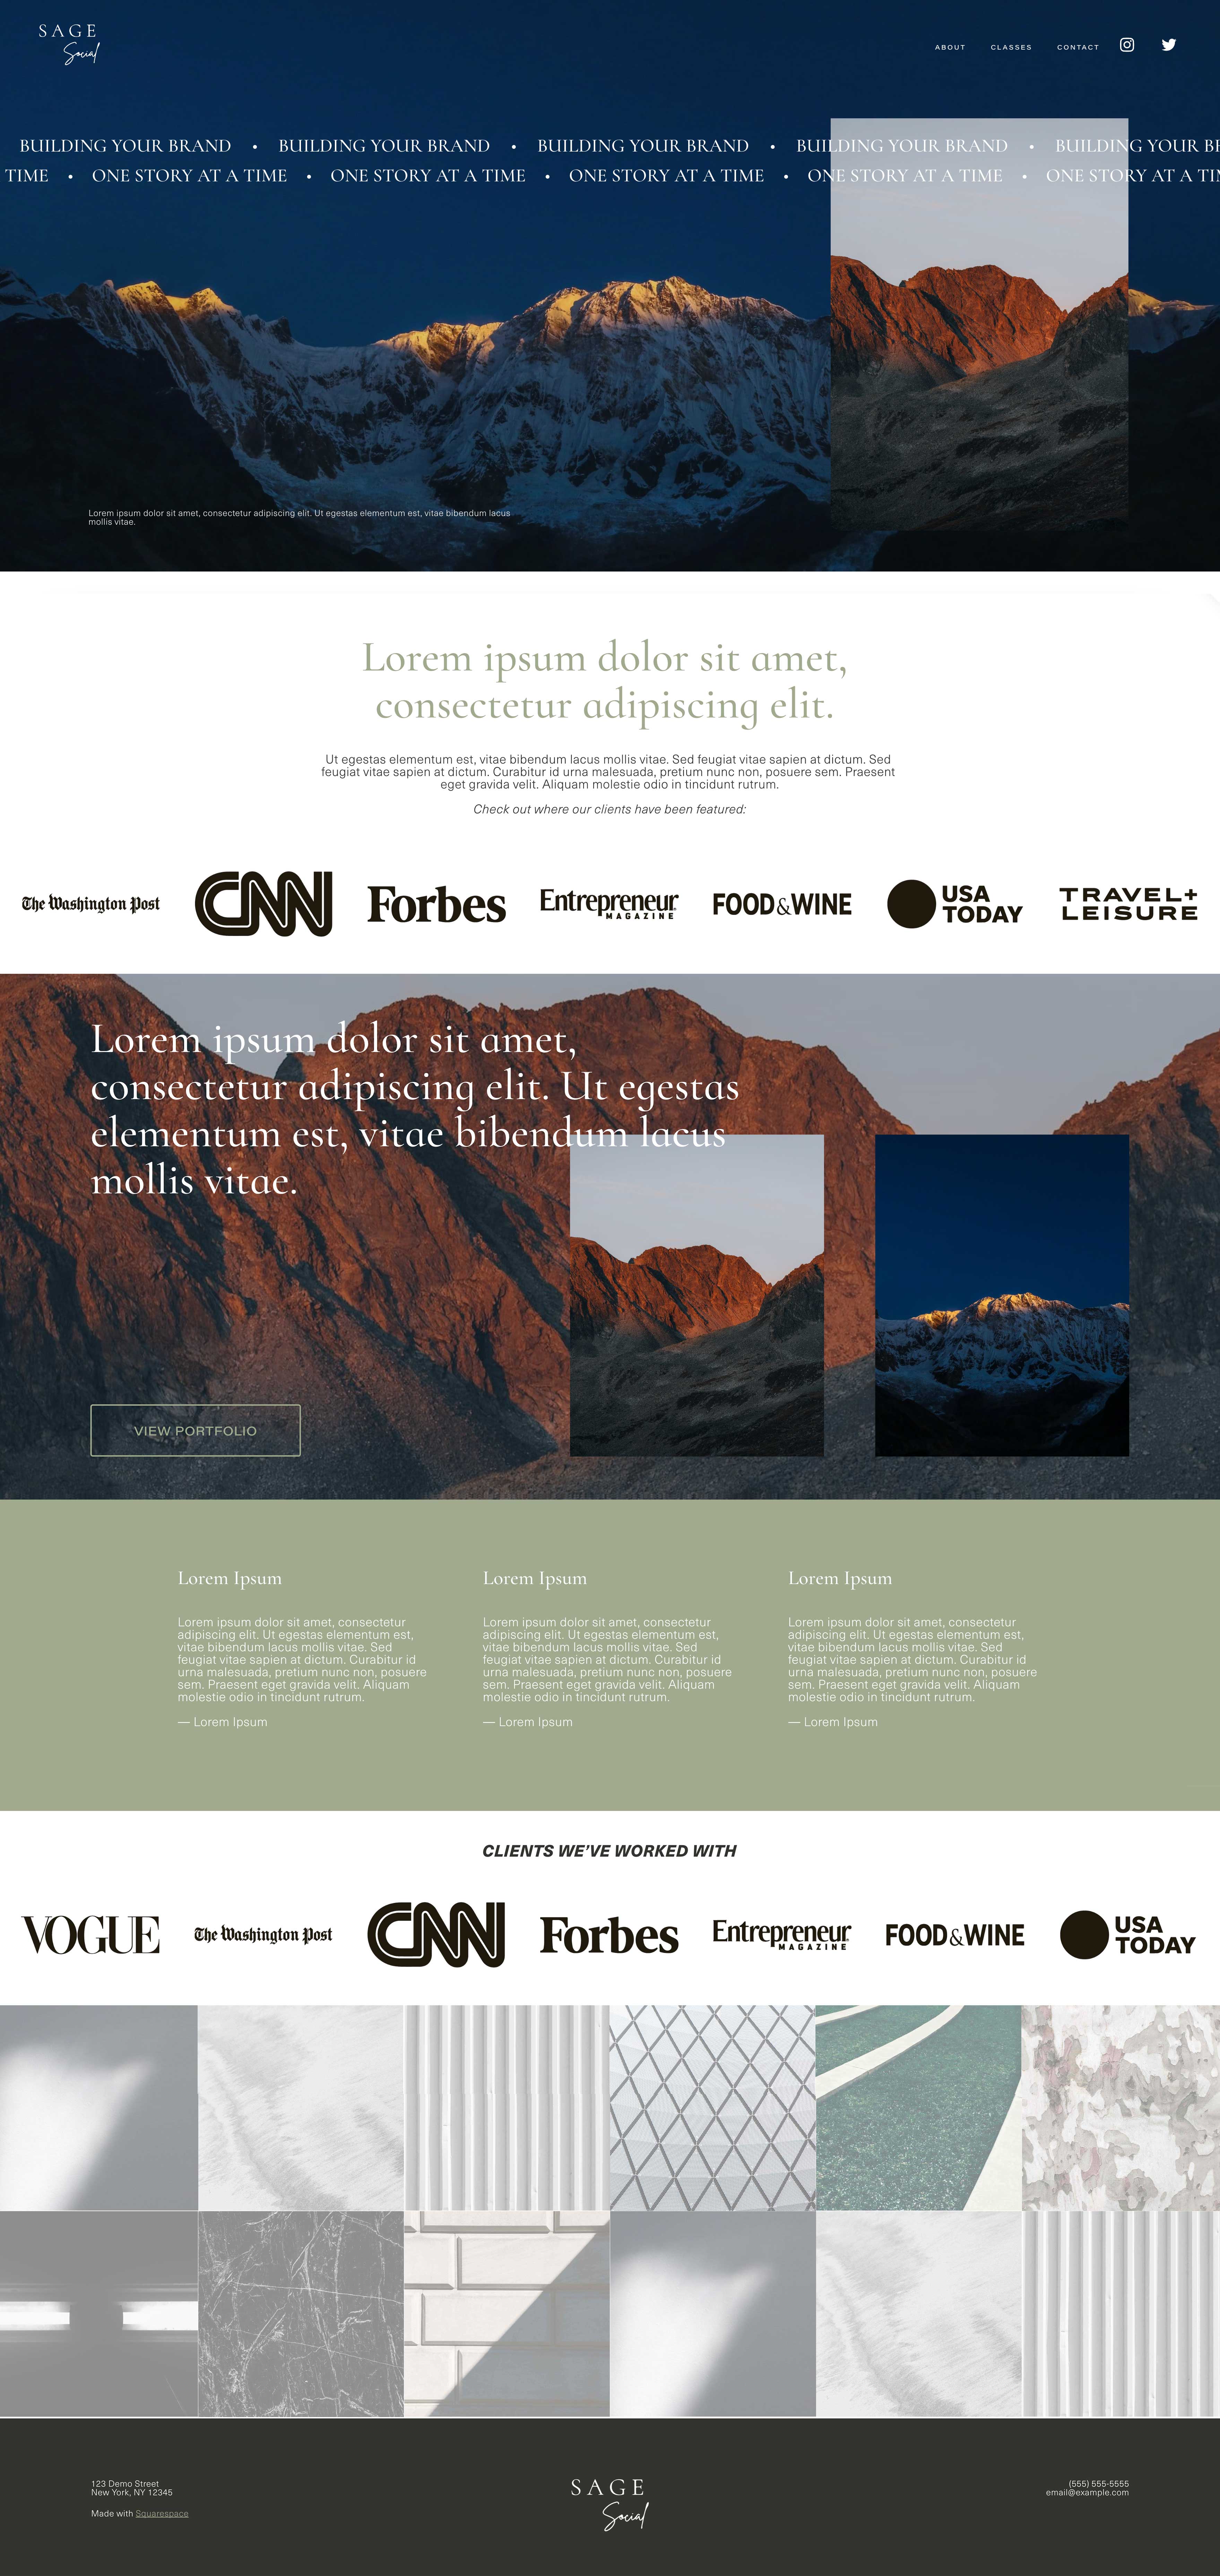 SAGE
Social
ABOUT CLASSES CONTACT
BUILDING YOUR BRAND • BUILDING YOUR BRAND • BUILDING YOUR BRAND • BUILDING YOUR BRAND • BUILDING YOUR BR
TIME • ONE STORY AT A TIME • ONE STORY AT A TIME • ONE STORY AT A TIME • ONE STORY AT A TIME • ONE STORY AT A TIM
Lorem ipsum dolor sit amet, consectetur adipiscing elit. Ut egestas elementum est, vitae bibendum lacus
mollis vitae.
Lorem ipsum dolor sit amet,
consectetur adipiscing elit.
Ut egestas elementum est, vitae bibendum lacus mollis vitae. Sed feugiat vitae sapien at dictum. Sed
feugiat vitae sapien at dictum. Curabitur id urna malesuada, pretium nunc non, posuere sem. Praesent
eget gravida velit. Aliquam molestie odio in tincidunt rutrum.
Check out where our clients have been featured:
The Washington Post
CNN
Forbes
Entrepreneur
MAGAZINE
FOOD&WINE
USA
TODAY
TRAVEL+
LEISURE
Lorem ipsum dolor sit amet,
consectetur adipiscing elit. Ut egestas
elementum est, vitae bibendum lacus
mollis vitae.
VIEW PORTFOLIO
Lorem Ipsum
Lorem ipsum dolor sit amet, consectetur
adipiscing elit. Ut egestas elementum est,
vitae bibendum lacus mollis vitae. Sed
feugiat vitae sapien at dictum. Curabitur id
urna malesuada, pretium nunc non, posuere
sem. Praesent eget gravida velit. Aliquam
molestie odio in tincidunt rutrum.
— Lorem Ipsum
Lorem Ipsum
Lorem ipsum dolor sit amet, consectetur
adipiscing elit. Ut egestas elementum est,
vitae bibendum lacus mollis vitae. Sed
feugiat vitae sapien at dictum. Curabitur id
urna malesuada, pretium nunc non, posuere
sem. Praesent eget gravida velit. Aliquam
molestie odio in tincidunt rutrum.
— Lorem Ipsum
Lorem Ipsum
Lorem ipsum dolor sit amet, consectetur
adipiscing elit. Ut egestas elementum est,
vitae bibendum lacus mollis vitae. Sed
feugiat vitae sapien at dictum. Curabitur id
urna malesuada, pretium nunc non, posuere
sem. Praesent eget gravida velit. Aliquam
molestie odio in tincidunt rutrum.
— Lorem Ipsum
CLIENTS WE'VE WORKED WITH
VOGUE
The Washington Post
CNN
Forbes
Entrepreneur
MAGAZINE
FOOD&WINE
USA
TODAY
123 Demo Street
New York, NY 12345
Made with Squarespace
SAGE
Social
(555) 555-5555
email@example.com